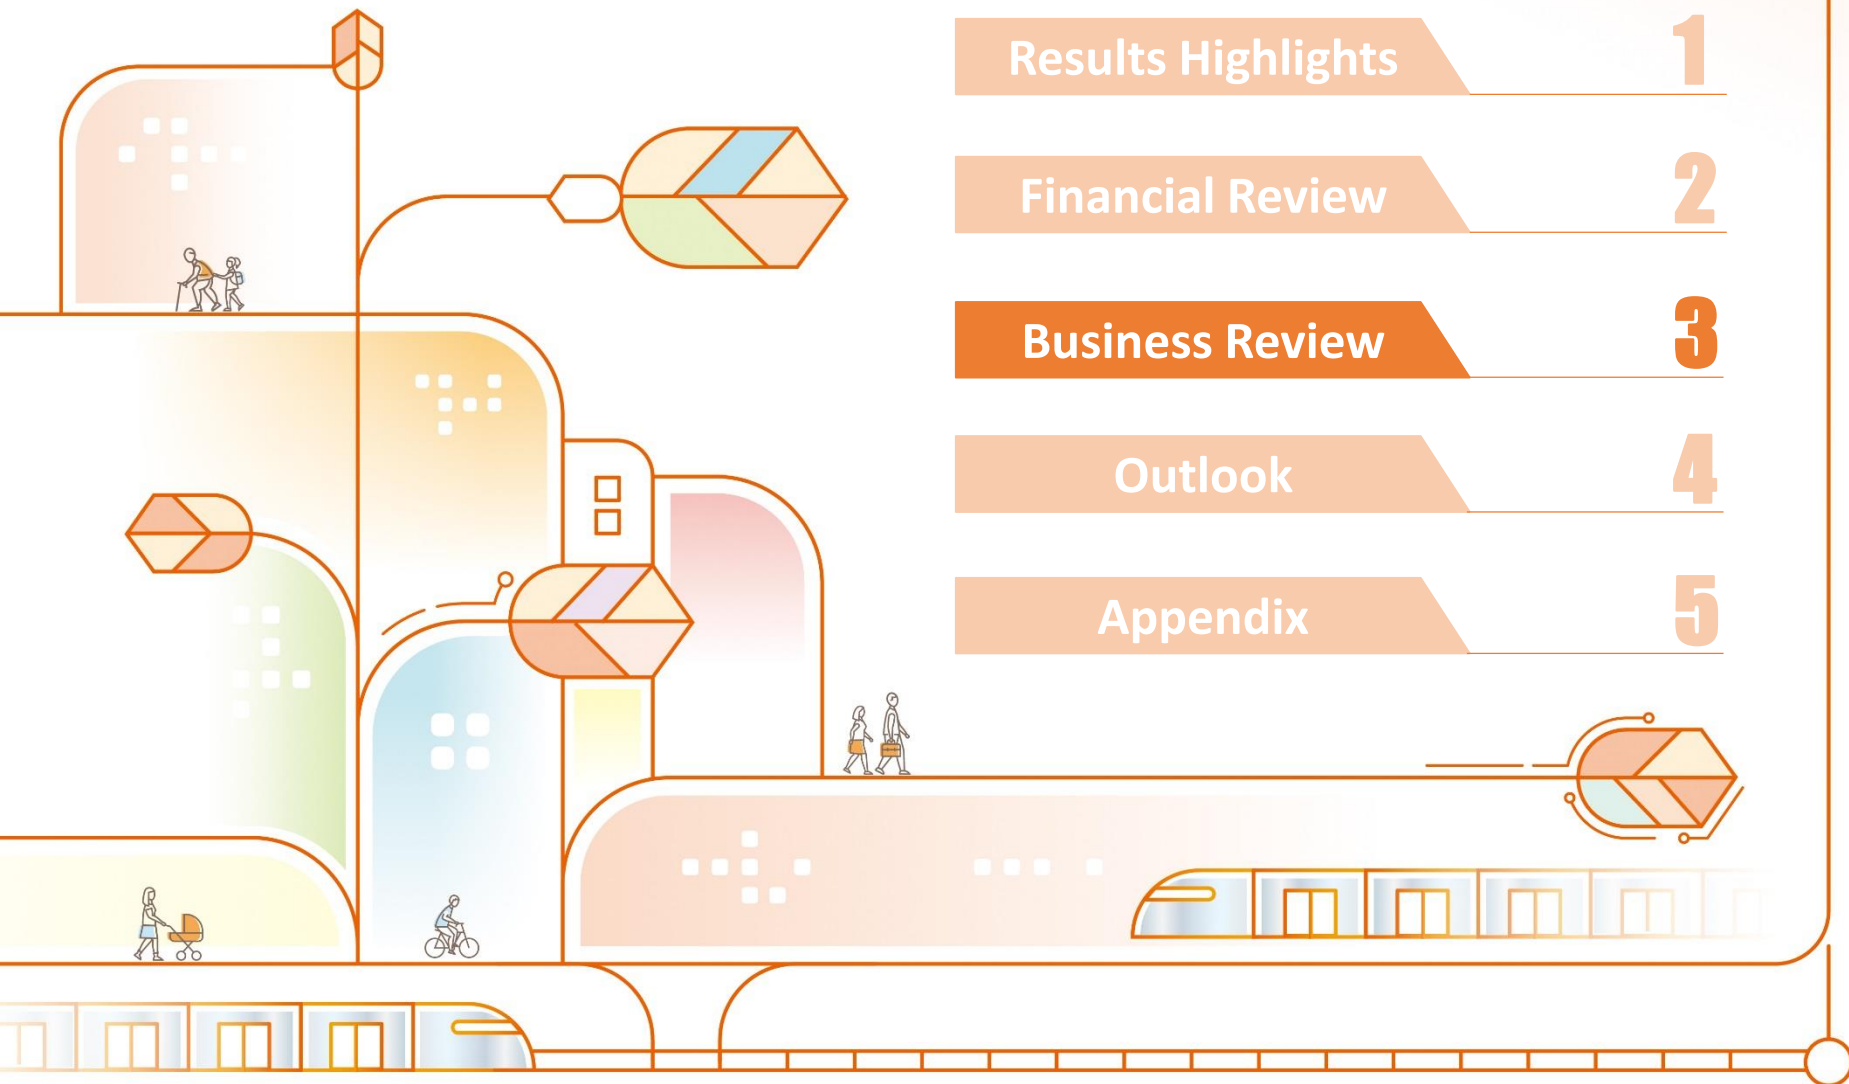 Results Highlights 1
Financial Review 2
Business Review 3
Outlook 4
Appendix 5